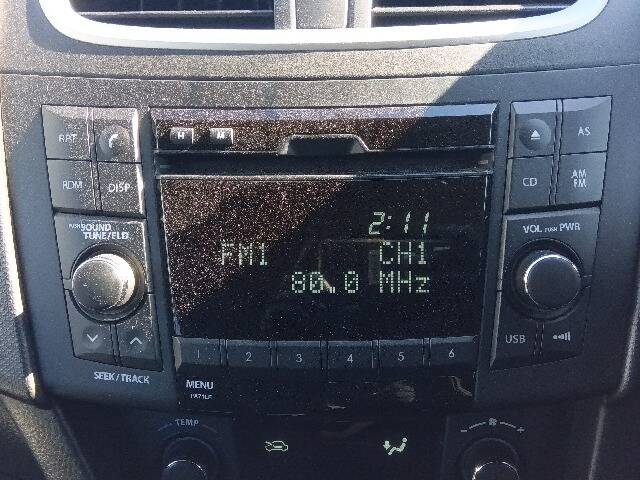 RPT
RDM
DISP
AS
CD
AM
FM
PUSH SOUND
TUNE/FLD
VOL PUSH PWR
2:11
FM1 CH1
80.0 MHz
1 2 3 4 5 6
USB
SEEK/TRACK
MENU
TEMP
- +